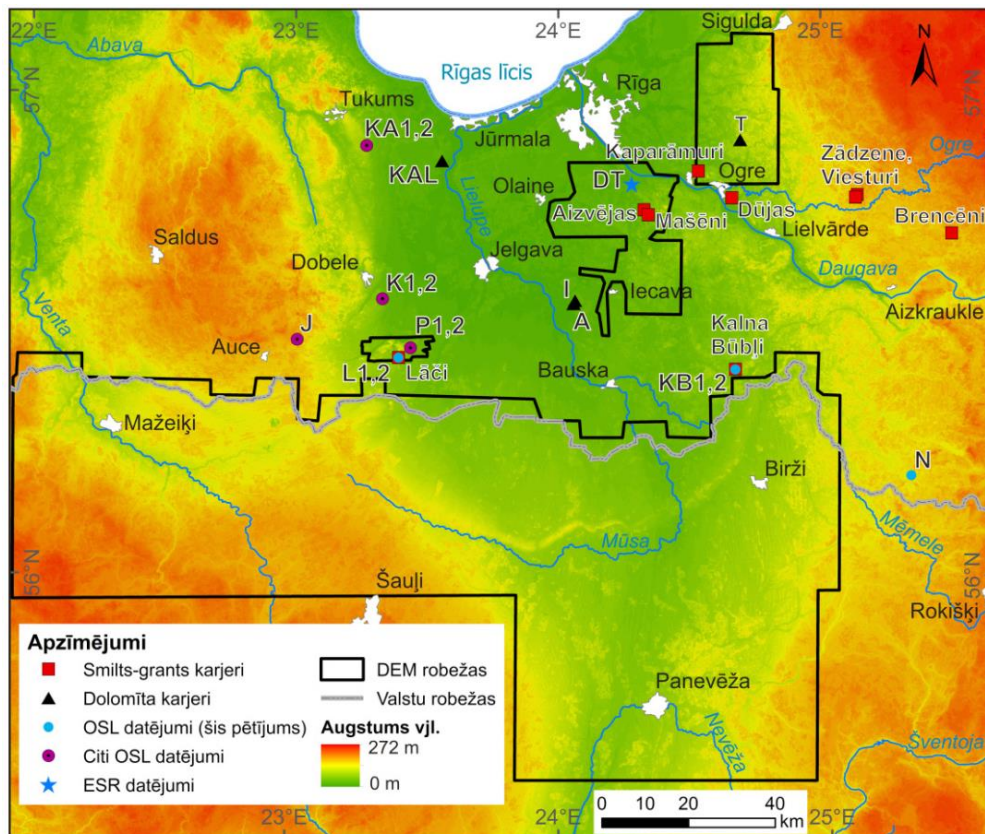 22°E
23°E
24°E
25°E
Sigulda
N
Abava
57°N
Rīgas līcis
Rīga
57°N
Tukums
KA1,2
Jūrmala
T
KAL
Kaparāmuri
Ogre
Ogre
Zādzene,
Viesturi
DT
Olaine
Lielupe
Aizvējas
Mašēni
Dūjas
Brencēni
Lielvārde
Saldus
Jelgava
Dobele
Daugava
K1,2
I
Iecava
Aizkraukle
Venta
J
A
P1,2
Kalna
Būbļi
Auce
L1,2
Lāči
Bauska
KB1,2
Mažeiķi
Birži
N
Mēmele
Mūsa
56°N
56°N
Šauļi
Rokišķi
Apzīmējumi
Smilts-grants karjeri
Dolomīta karjeri
OSL datējumi (šis pētījums)
Citi OSL datējumi
ESR datējumi
DEM robežas
Valstu robežas
Augstums vjl.
272 m
0 m
Panevēža
Nevēža
Šventoja
0
10
20
40
km
23°E
24°E
25°E